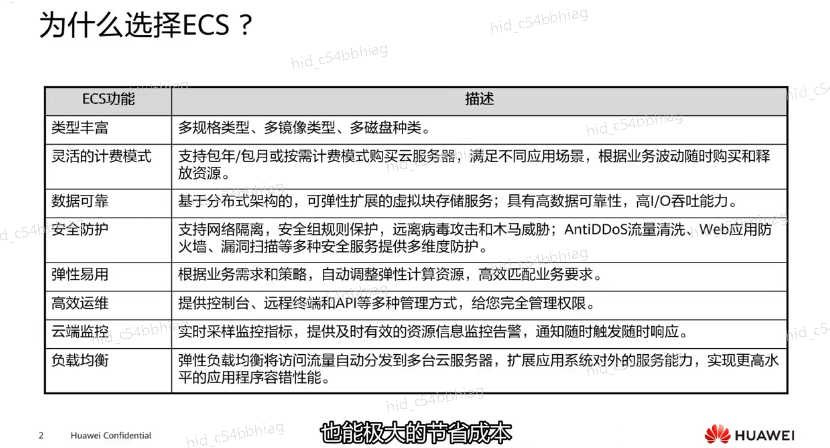 为什么选择ECS？
ECS功能 描述
类型丰富 多规格类型、多镜像类型、多磁盘种类。
灵活的计费模式 支持包年/包月或按需计费模式购买云服务器，满足不同应用场景，根据业务波动随时购买和释
放资源。
数据可靠 基于分布式架构的，可弹性扩展的虚拟块存储服务；具有高数据可靠性，高I/O吞吐能力。
安全防护 支持网络隔离，安全组规则保护，远离病毒攻击和木马威胁；AntiDDoS流量清洗、Web应用防
火墙、漏洞扫描等多种安全服务提供多维度防护。
弹性易用 根据业务需求和策略，自动调整弹性计算资源，高效匹配业务要求。
高效运维 提供控制台、远程终端和API等多种管理方式，给您完全管理权限。
云端监控 实时采样监控指标，提供及时有效的资源信息监控告警，通知随时触发随时响应。
负载均衡 弹性负载均衡将访问流量自动分发到多台云服务器，扩展应用系统对外的服务能力，实现更高水
平的应用程序容错性能。
也能极大的节省成本
2 Huawei Confidential
HUAWEI
hid_c54bbhiag